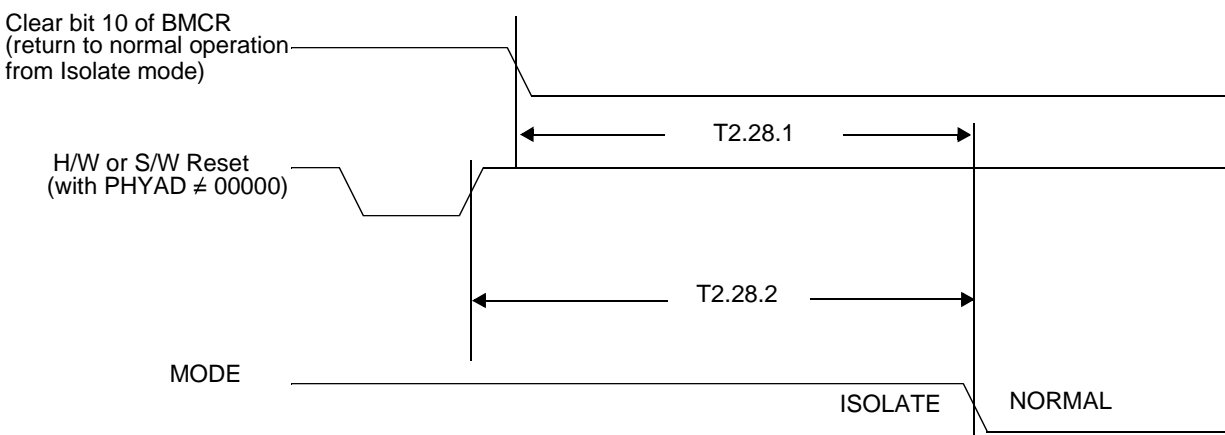 Clear bit 10 of BMCR
(return to normal operation
from Isolate mode)
T2.28.1
H/W or S/W Reset
(with PHYAD ≠ 00000)
T2.28.2
MODE
ISOLATE
NORMAL